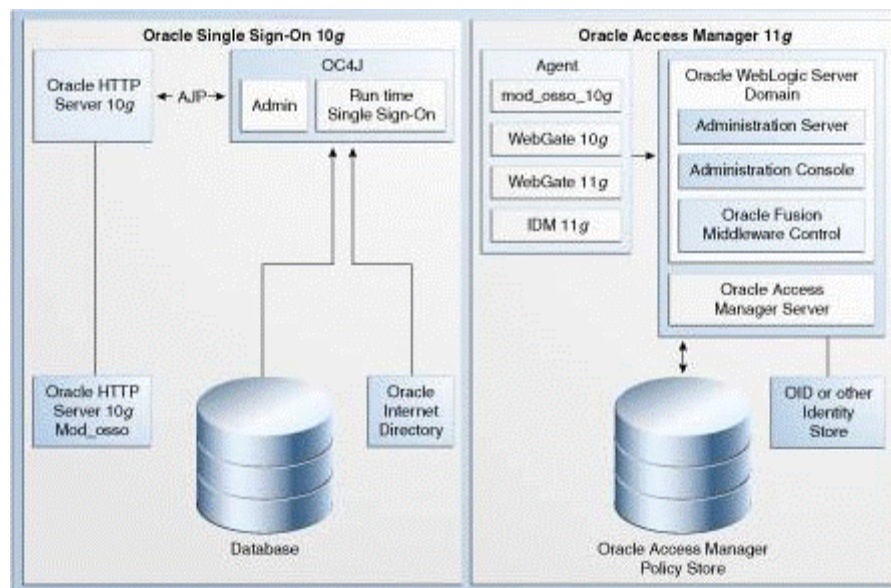 Oracle Single Sign-On 10g
Oracle HTTP
Server 10g
AJP
OC4J
Admin
Run time
Single Sign-On
Oracle HTTP
Server 10g
Mod_osso
Oracle
Internet
Directory
Database
Oracle Access Manager 11g
Agent
mod_osso_10g
WebGate 10g
WebGate 11g
IDM 11g
Oracle WebLogic Server
Domain
Administration Server
Administration Console
Oracle Fusion
Middleware Control
Oracle Access
Manager Server
OID or other
Identity
Store
Oracle Access Manager
Policy Store